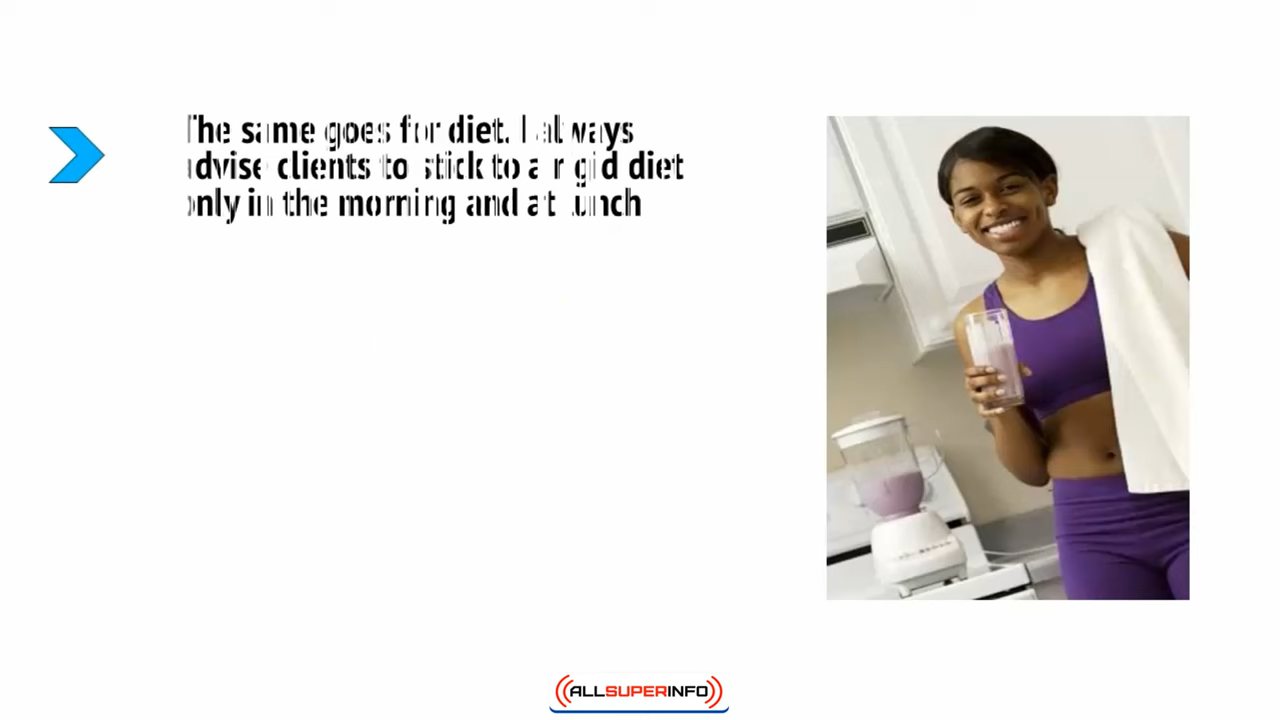 The same goes for diet. I always
advise clients to stick to a rigid diet
only in the morning and at lunch
ALLSUPERINFO